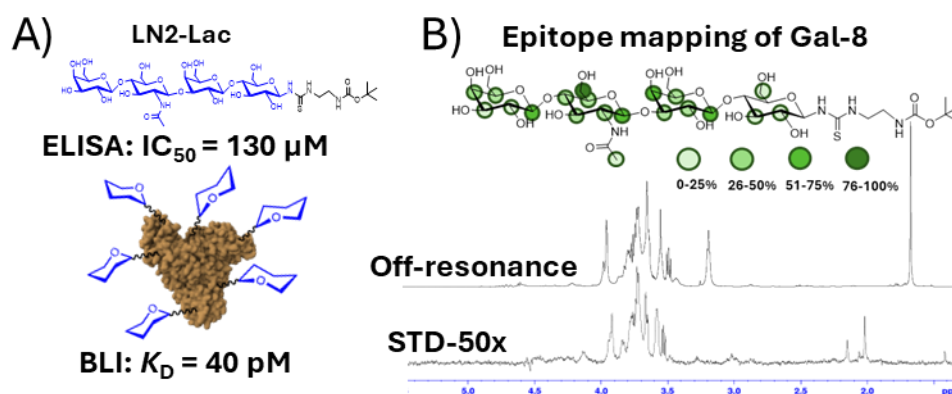 A)
LN2-Lac
ELISA: IC50 = 130 µM
BLI: KD = 40 pM
B)
Epitope mapping of Gal-8
0-25% 26-50% 51-75% 76-100%
Off-resonance
STD-50x
5.0 4.5 4.0 3.5 3.0 2.5 2.0